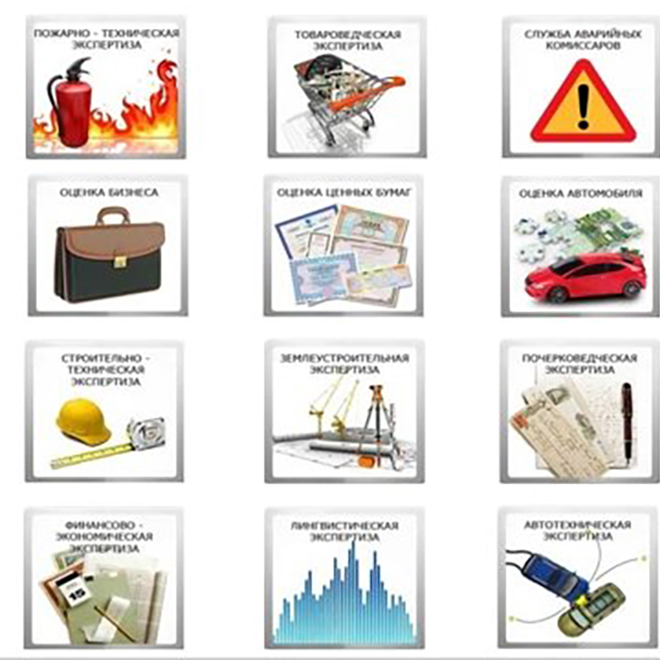 ПОЖАРНО - ТЕХНИЧЕСКАЯ
ЭКСПЕРТИЗА
ТОВАРОВЕДЧЕСКАЯ
ЭКСПЕРТИЗА
СЛУЖБА АВАРИЙНЫХ
КОМИССАРОВ
ОЦЕНКА БИЗНЕСА
ОЦЕНКА ЦЕННЫХ БУМАГ
ОЦЕНКА АВТОМОБИЛЯ
СТРОИТЕЛЬНО -
ТЕХНИЧЕСКАЯ
ЭКСПЕРТИЗА
ЗЕМЛЕУСТРОИТЕЛЬНАЯ
ЭКСПЕРТИЗА
ПОЧЕРКОВЕДЧЕСКАЯ
ЭКСПЕРТИЗА
ФИНАНСОВО -
ЭКОНОМИЧЕСКАЯ
ЭКСПЕРТИЗА
15
ЛИНГВИСТИЧЕСКАЯ
ЭКСПЕРТИЗА
АВТОТЕХНИЧЕСКАЯ
ЭКСПЕРТИЗА